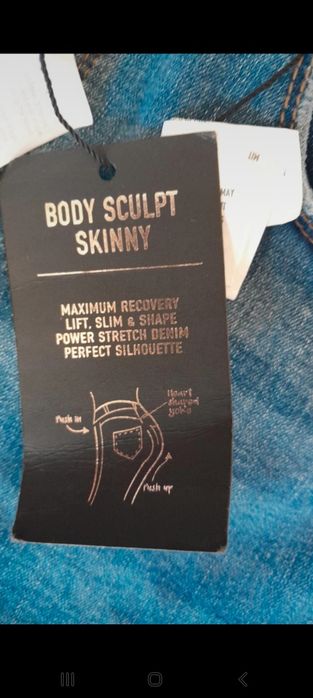 BODY SCULPT
SKINNY
MAXIMUM RECOVERY
LIFT, SLIM & SHAPE
POWER STRETCH DENIM
PERFECT SILHOUETTE
Heart
shaped
yoke
Push in
Push up
MAY